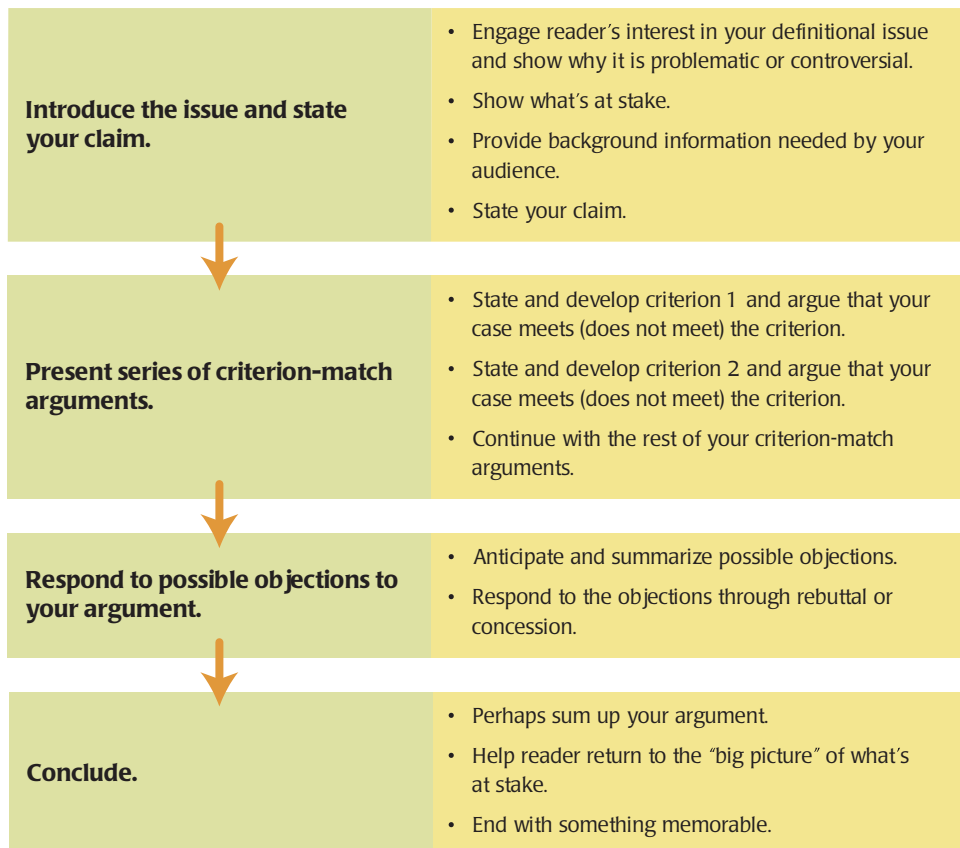 Introduce the issue and state
your claim.
• Engage reader's interest in your definitional issue
and show why it is problematic or controversial.
• Show what's at stake.
• Provide background information needed by your
audience.
• State your claim.
Present series of criterion-match
arguments.
• State and develop criterion 1 and argue that your
case meets (does not meet) the criterion.
• State and develop criterion 2 and argue that your
case meets (does not meet) the criterion.
• Continue with the rest of your criterion-match
arguments.
Respond to possible objections to
your argument.
• Anticipate and summarize possible objections.
• Respond to the objections through rebuttal or
concession.
Conclude.
• Perhaps sum up your argument.
• Help reader return to the “big picture” of what's
at stake.
• End with something memorable.